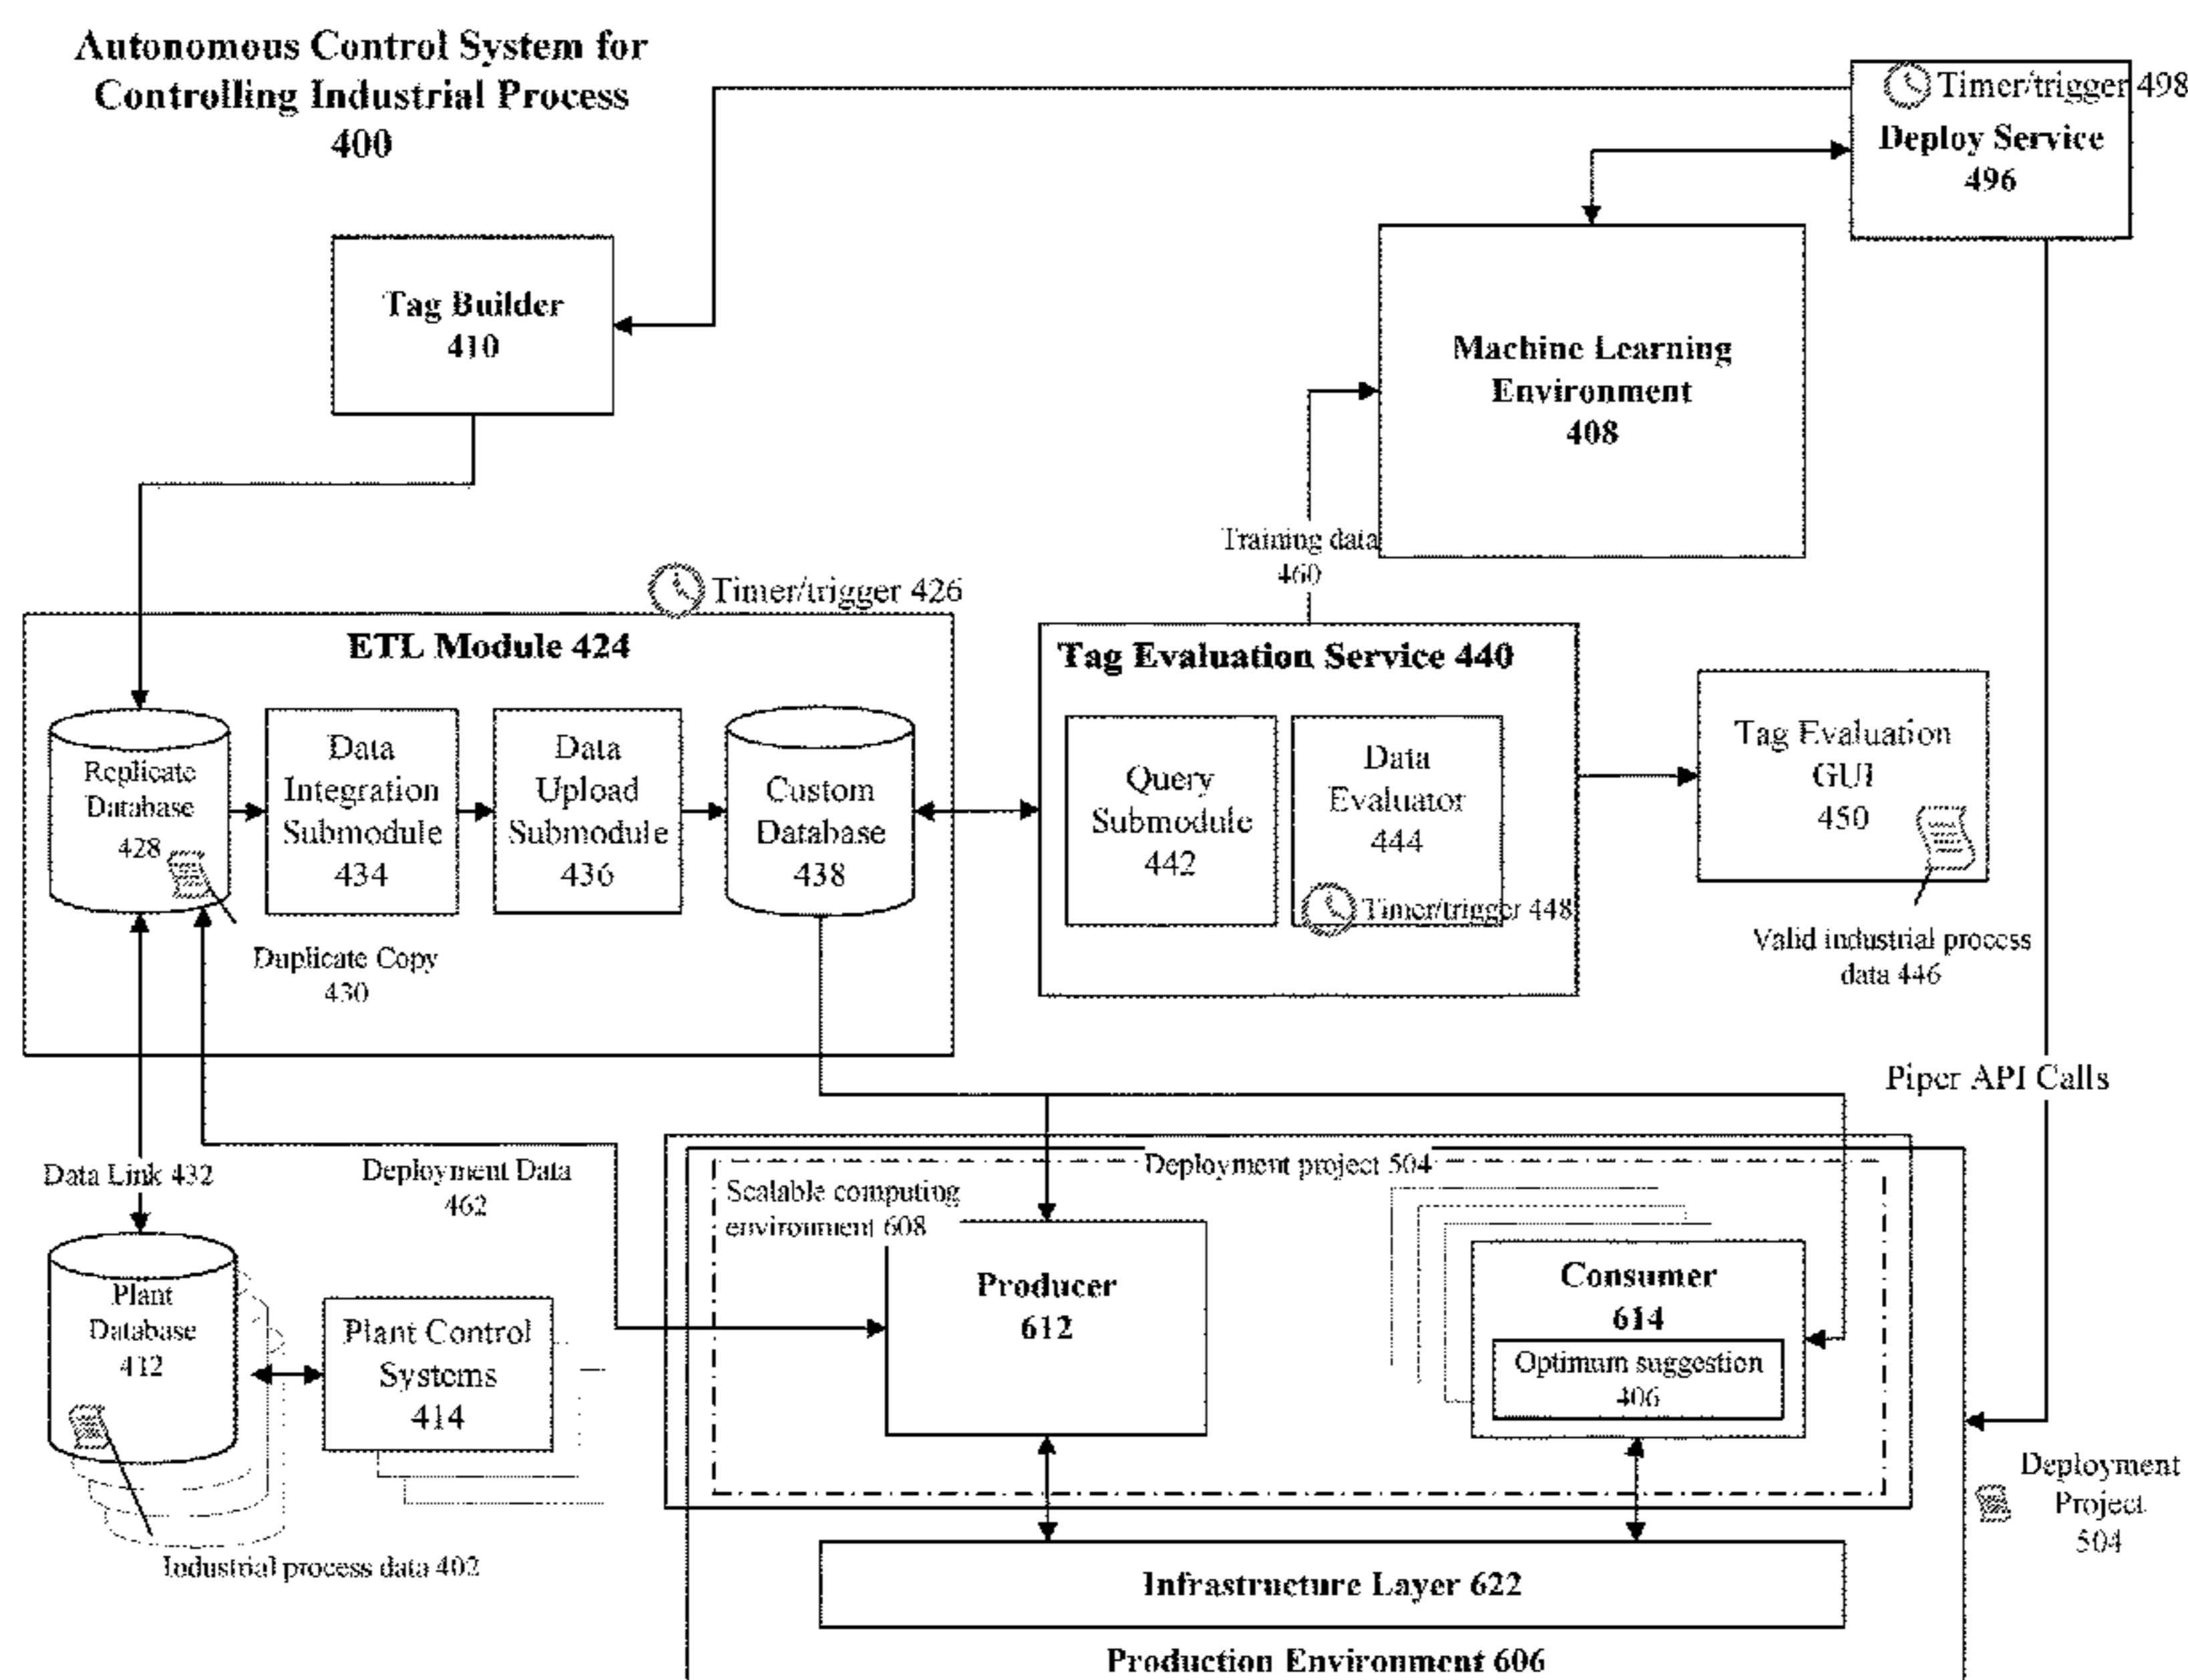 Autonomous Control System for
Controlling Industrial Process
400
Timer/trigger 498
Deploy Service
496
Tag Builder
410
Machine Learning
Environment
408
Training data
460
Timer/trigger 426
ETL Module 424
Replicate
Database
428
Data
Integration
Submodule
434
Data
Upload
Submodule
436
Custom
Database
438
Duplicate Copy
430
Tag Evaluation Service 440
Query
Submodule
442
Data
Evaluator
444
Timer/trigger 448
Tag Evaluation
GUI
450
Valid industrial process
data 446
Piper API Calls
Data Link 432
Deployment Data
462
Deployment project 504
Scalable computing
environment 608
Producer
612
Consumer
614
Optimum suggestion
406
Plant
Database
412
Plant Control
Systems
414
Industrial process data 402
Deployment
Project
504
Infrastructure Layer 622
Production Environment 606